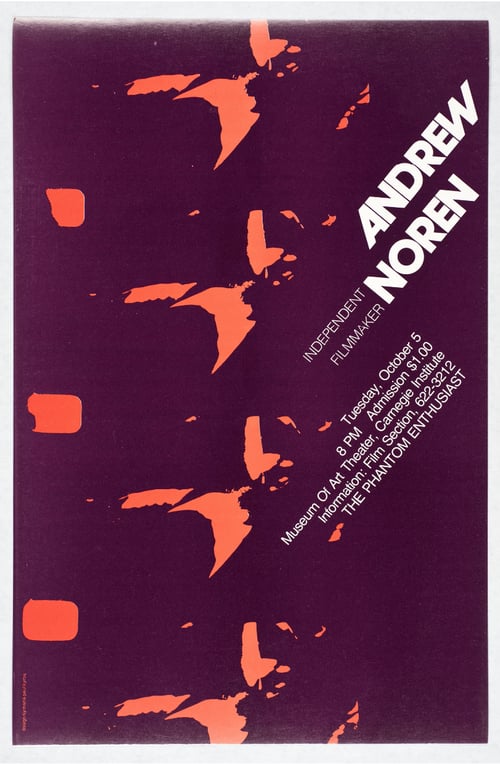 ANDREW
NOREN
INDEPENDENT
FILMMAKER
Tuesday, October 5
8 PM Admission $1.00
Museum Of Art Theater, Carnegie Institute
Information: Film Section, 622-3212
THE PHANTOM ENTHUSIAST